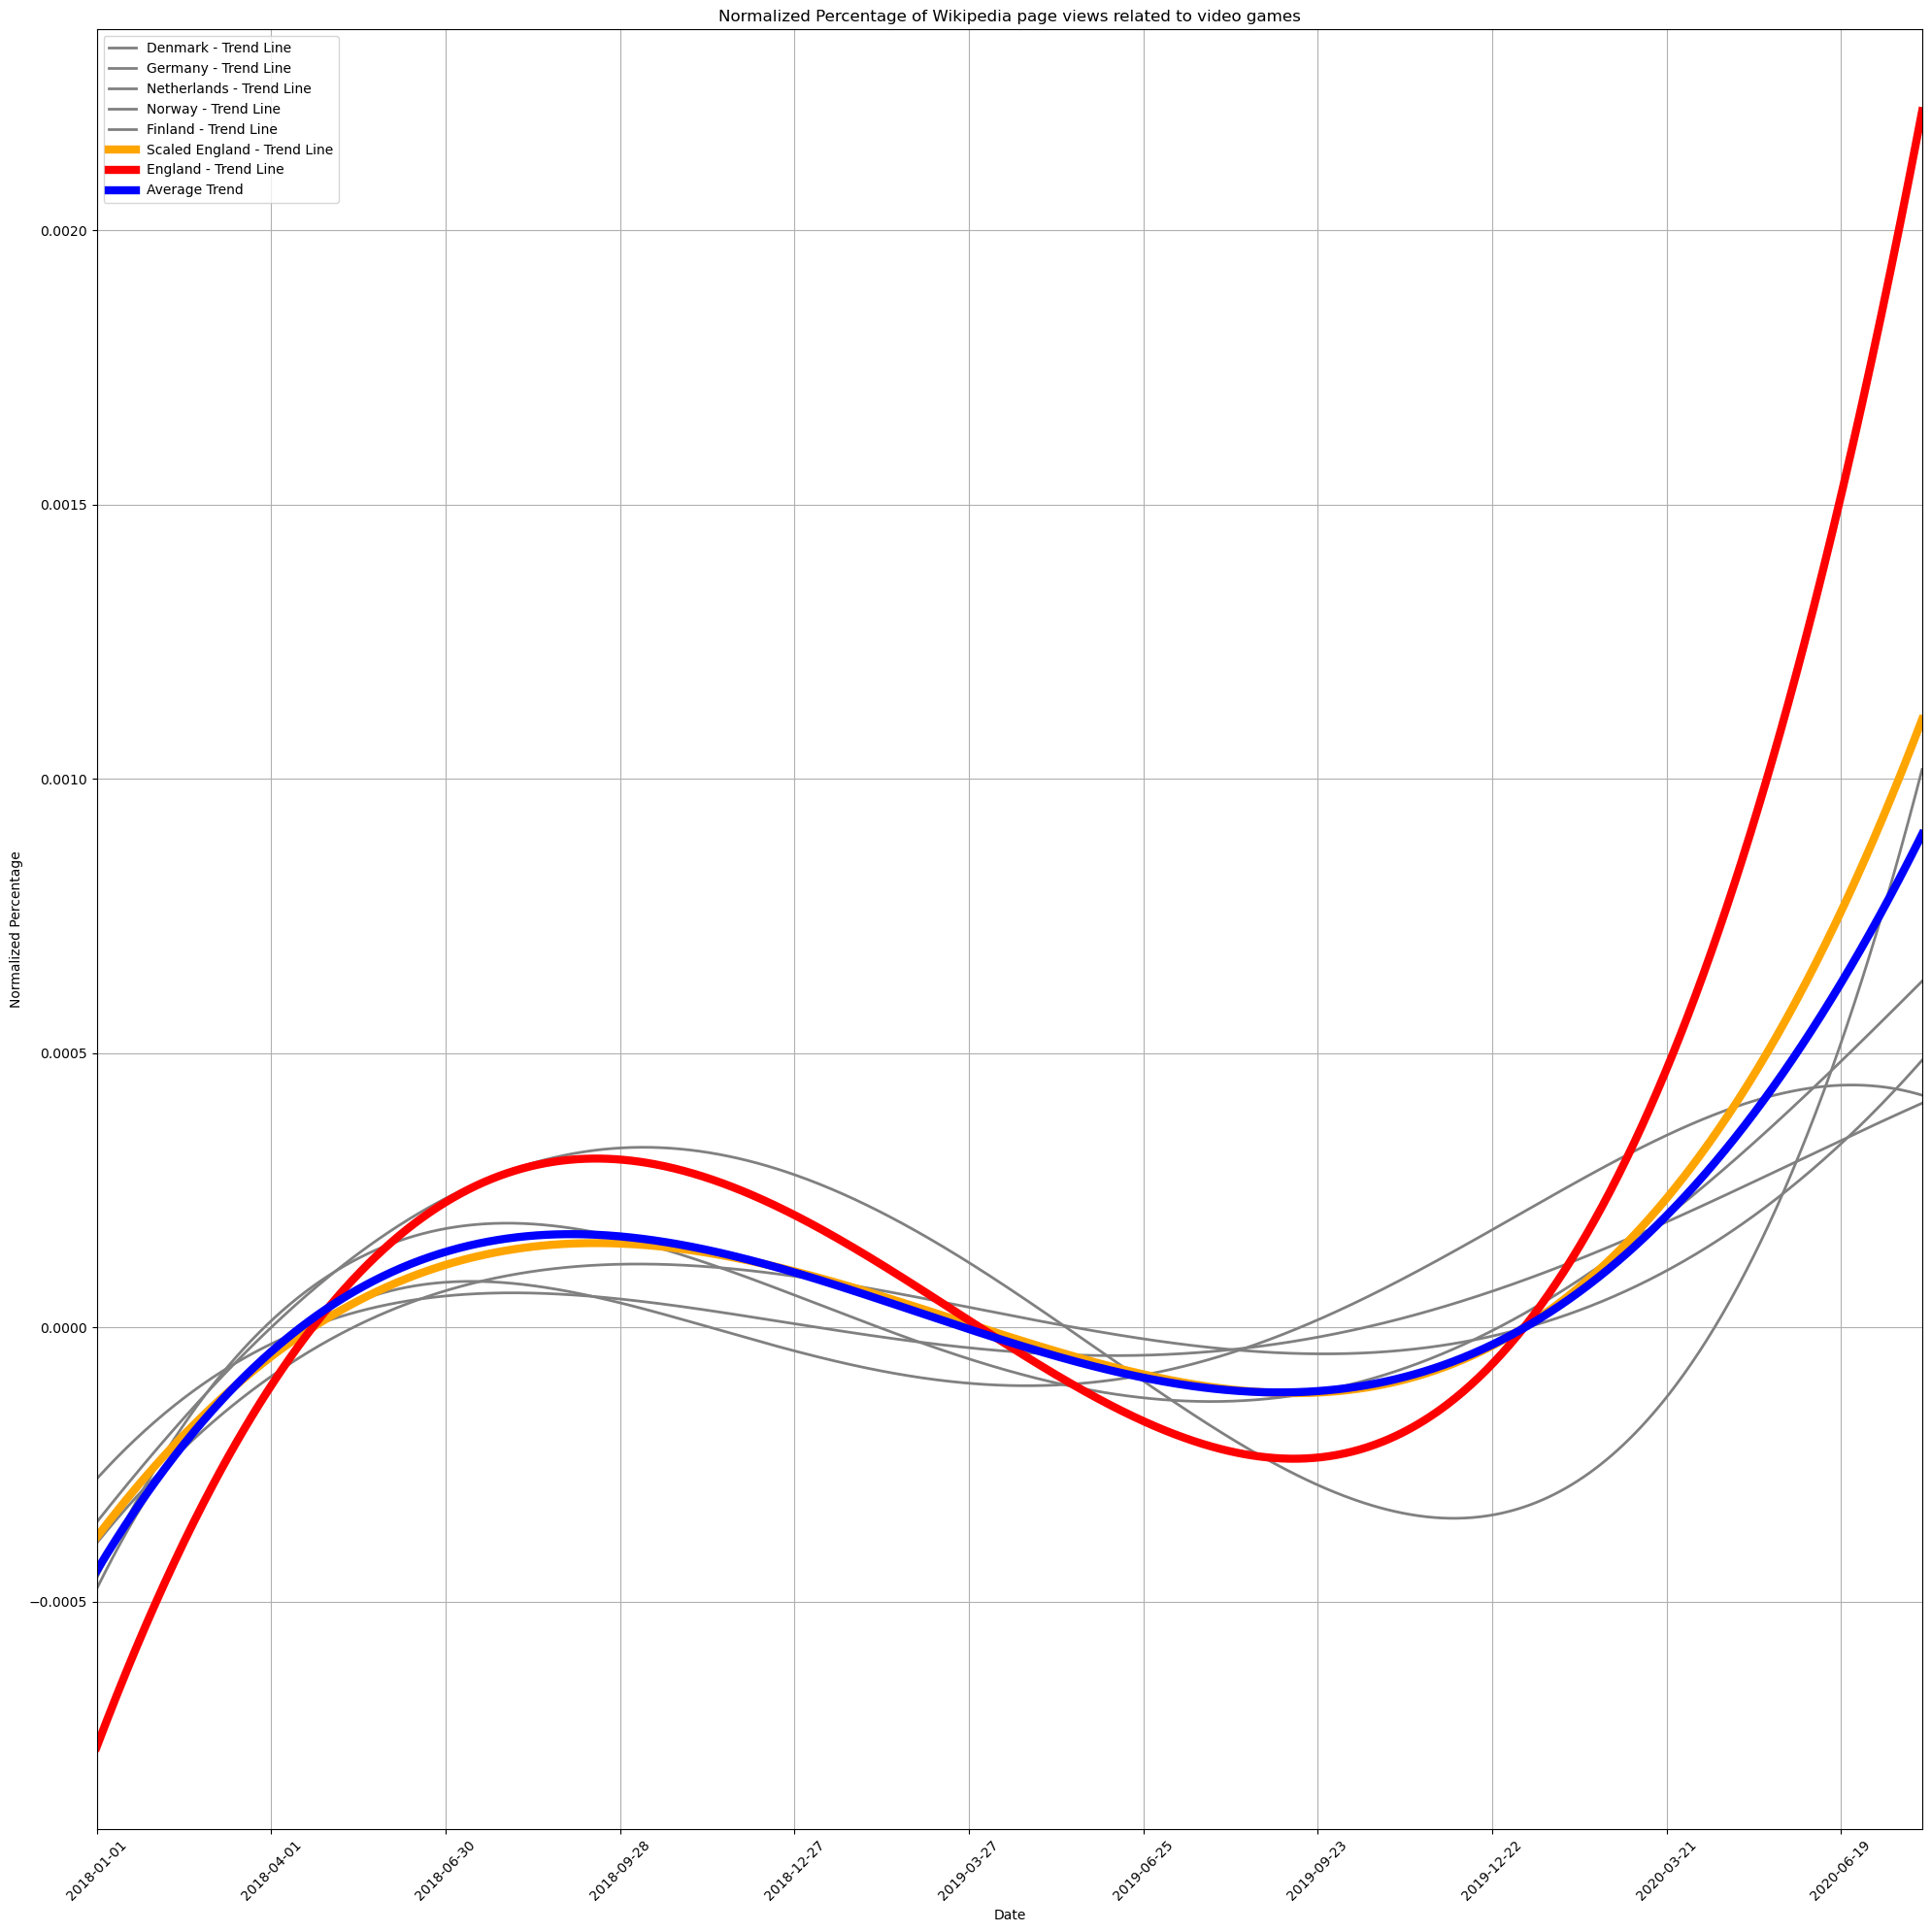 Normalized Percentage of Wikipedia page views related to video games
Denmark - Trend Line
Germany - Trend Line
Netherlands - Trend Line
Norway - Trend Line
Finland - Trend Line
Scaled England - Trend Line
England - Trend Line
Average Trend
Normalized Percentage
0.0020
0.0015
0.0010
0.0005
0.0000
−0.0005
2018-01-01
2018-04-01
2018-06-30
2018-09-28
2018-12-27
2019-03-27
2019-06-25
2019-09-23
2019-12-22
2020-03-21
2020-06-19
Date